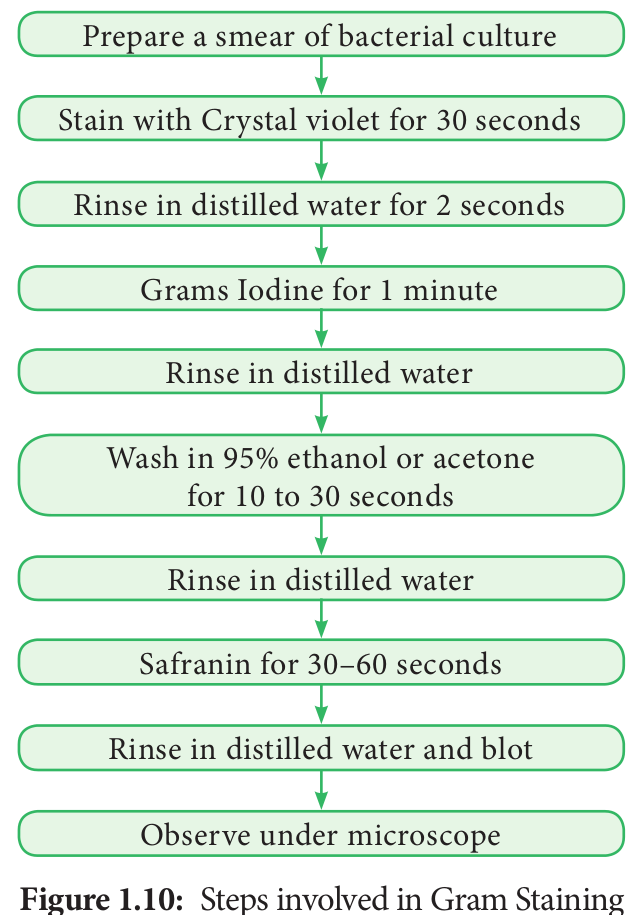 Prepare a smear of bacterial culture
Stain with Crystal violet for 30 seconds
Rinse in distilled water for 2 seconds
Grams Iodine for 1 minute
Rinse in distilled water
Wash in 95% ethanol or acetone
for 10 to 30 seconds
Rinse in distilled water
Safranin for 30–60 seconds
Rinse in distilled water and blot
Observe under microscope
Figure 1.10: Steps involved in Gram Staining